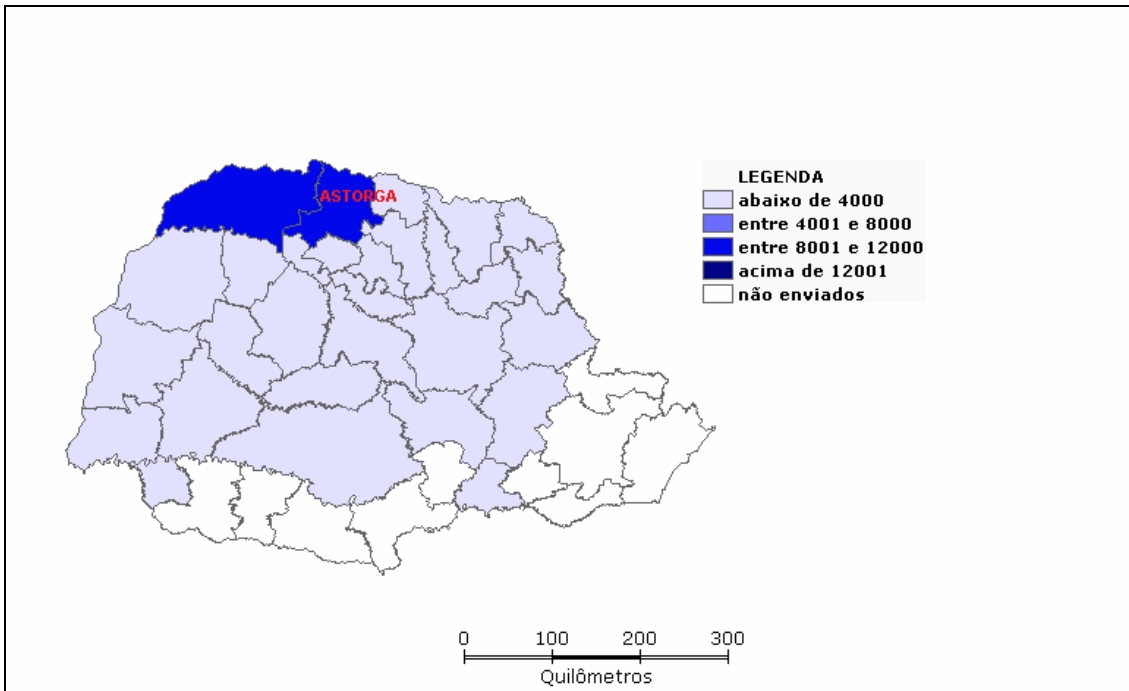 LEGENDA
abaixo de 4000
entre 4001 e 8000
entre 8001 e 12000
acima de 12001
não enviados
ASTORGA
0 100 200 300
Quilômetros